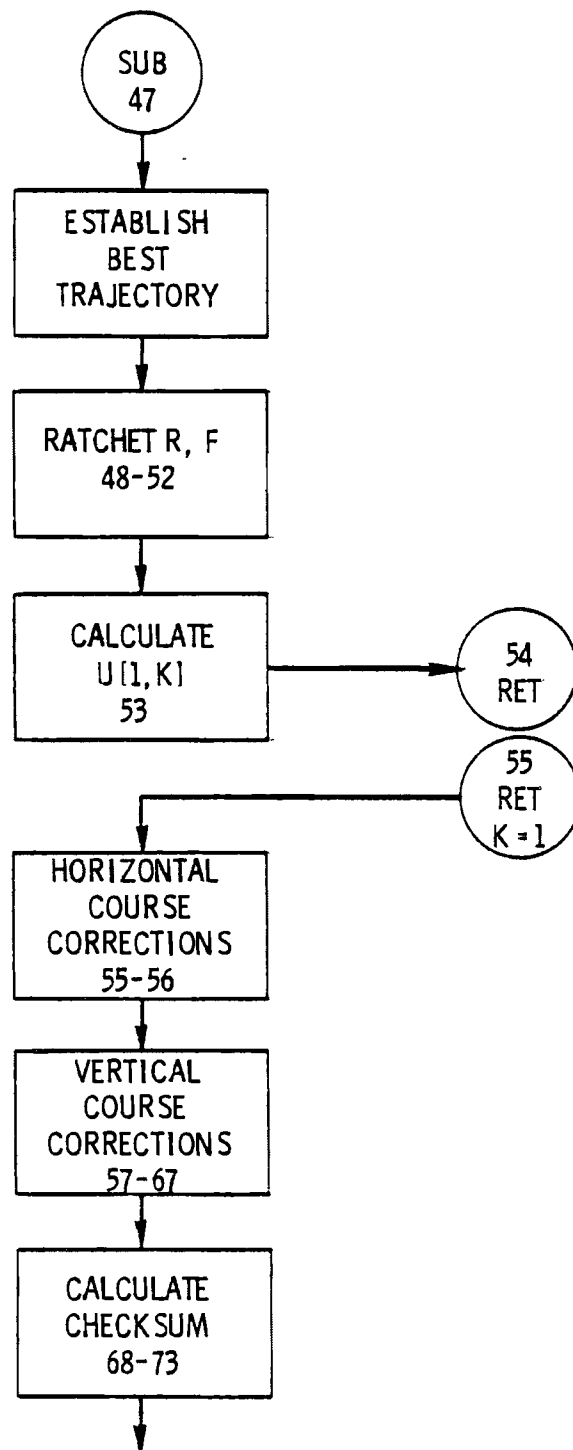 SUB
47
ESTABLISH
BEST
TRAJECTORY
RATCHET R, F
48-52
CALCULATE
U[1,K]
53
54
RET
55
RET
K=1
HORIZONTAL
COURSE
CORRECTIONS
55-56
VERTICAL
COURSE
CORRECTIONS
57-67
CALCULATE
CHECKSUM
68-73